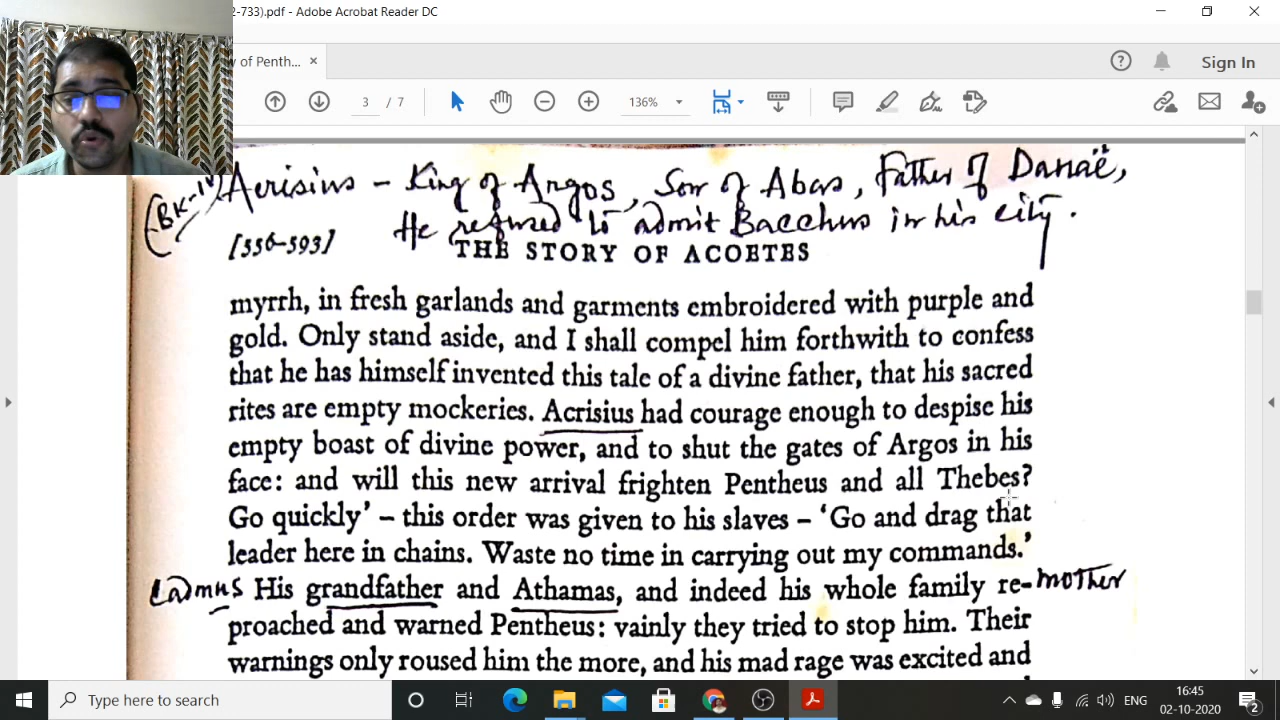 2-733).pdf - Adobe Acrobat Reader DC
y of Penth... ×
3 / 7
136%
Sign In
(BK-IV) Acrisius – King of Argos, Son of Abas, Father of Danaë,
He refused to admit Bacchus in his city.
[556-593]
THE STORY OF ACOETES
myrrh, in fresh garlands and garments embroidered with purple and
gold. Only stand aside, and I shall compel him forthwith to confess
that he has himself invented this tale of a divine father, that his sacred
rites are empty mockeries. Acrisius had courage enough to despise his
empty boast of divine power, and to shut the gates of Argos in his
face: and will this new arrival frighten Pentheus and all Thebes?
Go quickly' – this order was given to his slaves – 'Go and drag that
leader here in chains. Waste no time in carrying out my commands.'
Cadmus His grandfather and Athamas, and indeed his whole family re- mother
proached and warned Pentheus: vainly they tried to stop him. Their
warnings only roused him the more, and his mad rage was excited and
Type here to search
ENG
16:45
02-10-2020
2